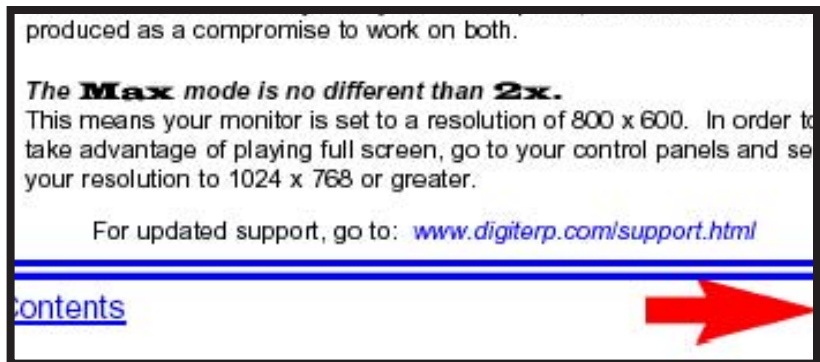 produced as a compromise to work on both.
The Max mode is no different than 2x.
This means your monitor is set to a resolution of 800 x 600. In order to
take advantage of playing full screen, go to your control panels and se
your resolution to 1024 x 768 or greater.
For updated support, go to: www.digiterp.com/support.html
Contents